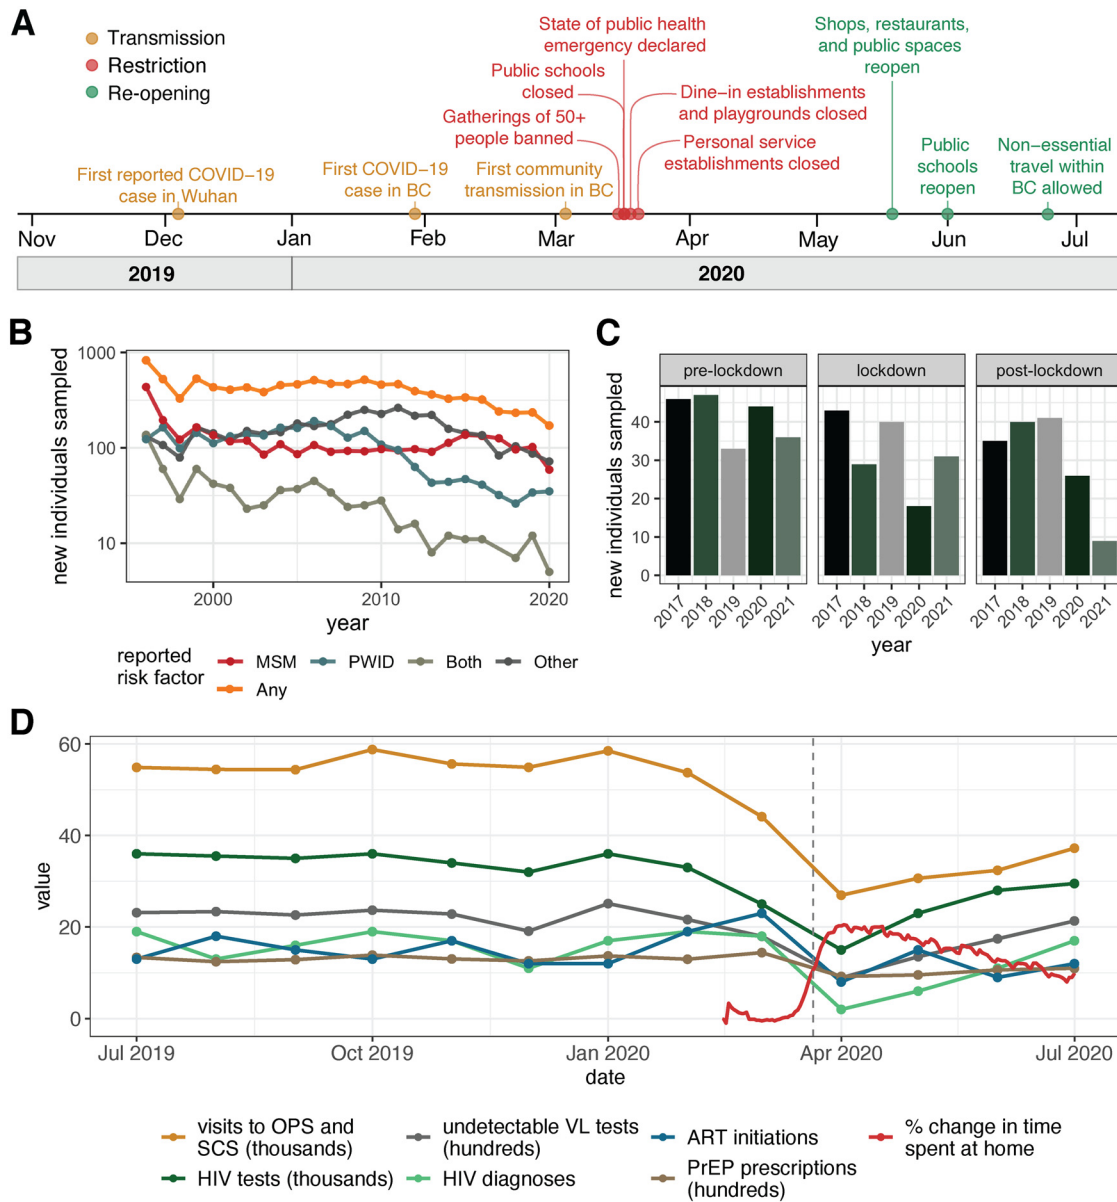 A
Transmission
Restriction
Re-opening
State of public health
emergency declared
Public schools
closed
Gatherings of 50+
people banned
Dine-in establishments
and playgrounds closed
Personal service
establishments closed
Shops, restaurants,
and public spaces
reopen
Public
schools
reopen
Non-essential
travel within
BC allowed
First reported COVID-19
case in Wuhan
First COVID-19
case in BC
First community
transmission in BC
Nov Dec Jan Feb Mar Apr May Jun Jul
2019 2020
B
new individuals sampled
1000
100
10
2000 2010 2020
year
reported
risk factor
MSM PWID Both Other
Any
C
pre-lockdown lockdown post-lockdown
new individuals sampled
40
30
20
10
0
2017 2018 2019 2020 2021 2017 2018 2019 2020 2021 2017 2018 2019 2020 2021
year
D
value
60
40
20
0
Jul 2019 Oct 2019 Jan 2020 Apr 2020 Jul 2020
date
visits to OPS and
SCS (thousands)
HIV tests (thousands)
undetectable VL tests
(hundreds)
HIV diagnoses
ART initiations
PrEP prescriptions
(hundreds)
% change in time
spent at home